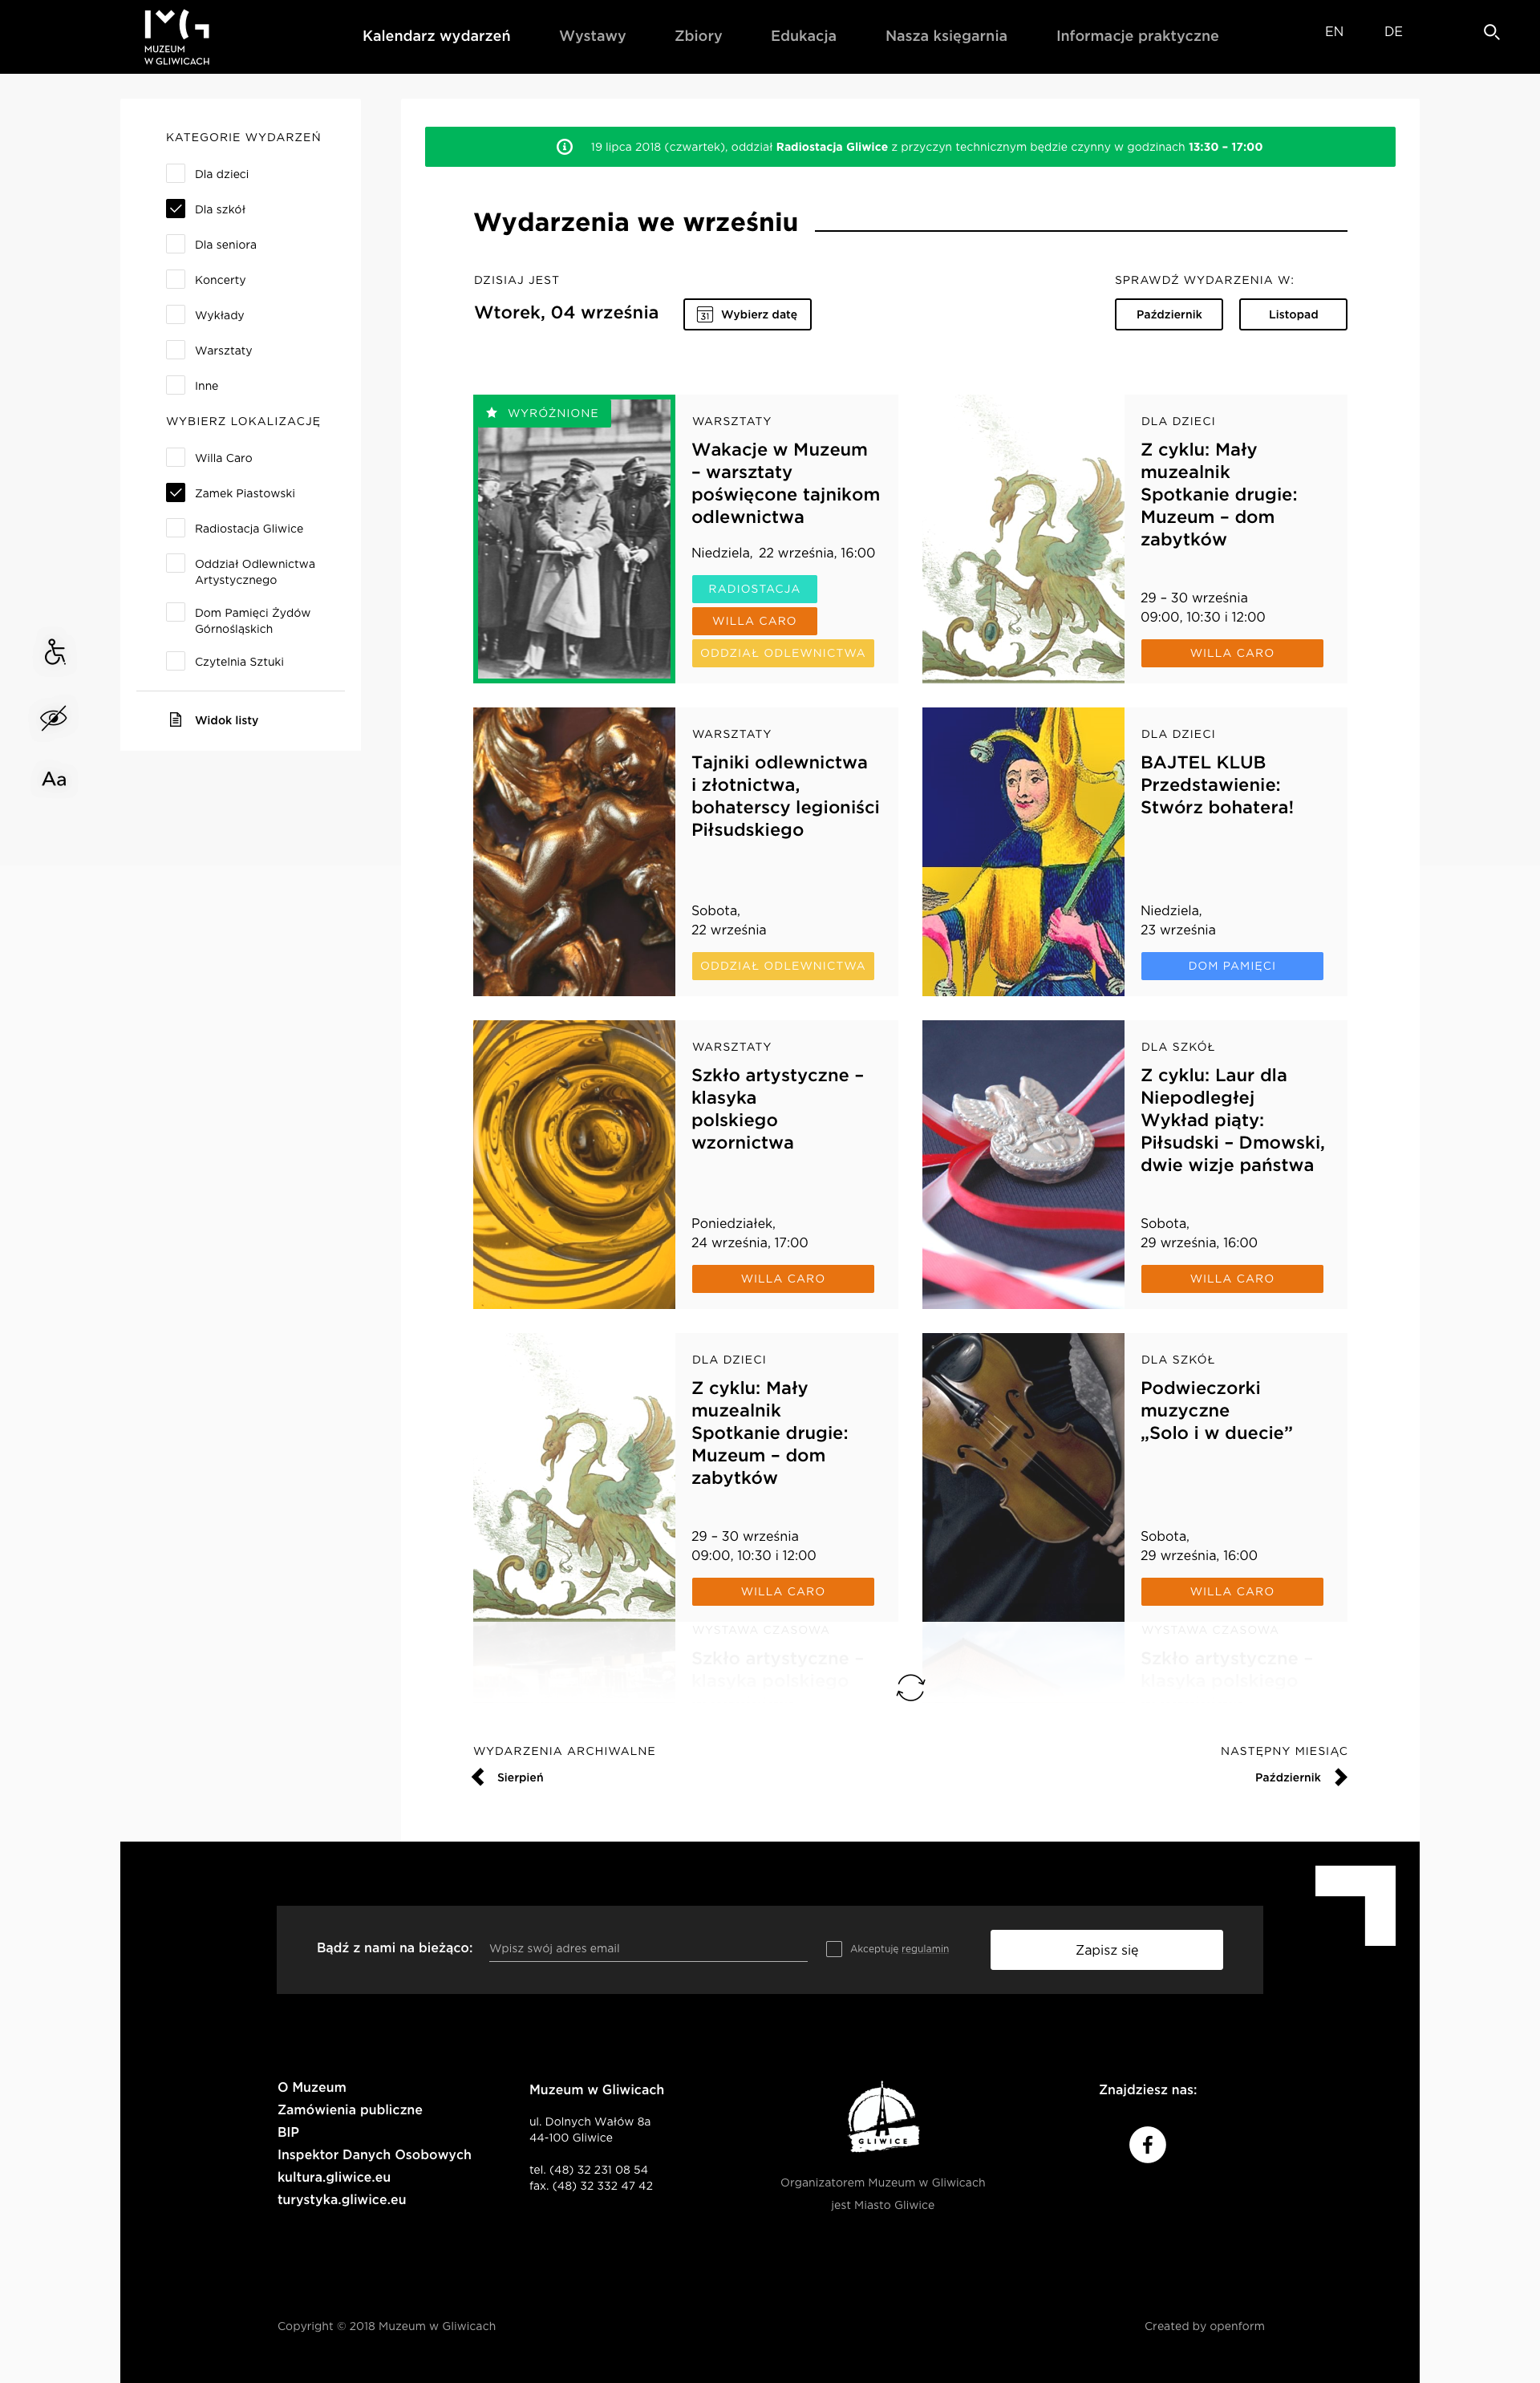 MUZEUM
W GLIWICACH
Kalendarz wydarzeń
Wystawy
Zbiory
Edukacja
Nasza księgarnia
Informacje praktyczne
EN
DE
KATEGORIE WYDARZEŃ
Dla dzieci
Dla szkół
Dla seniora
Koncerty
Wykłady
Warsztaty
Inne
WYBIERZ LOKALIZACJĘ
Willa Caro
Zamek Piastowski
Radiostacja Gliwice
Oddział Odlewnictwa
Artystycznego
Dom Pamięci Żydów
Górnośląskich
Czytelnia Sztuki
Widok listy
Aa
19 lipca 2018 (czwartek), oddział Radiostacja Gliwice z przyczyn technicznym będzie czynny w godzinach 13:30 – 17:00
Wydarzenia we wrześniu
DZISIAJ JEST
Wtorek, 04 września
31
Wybierz datę
SPRAWDŹ WYDARZENIA W:
Październik
Listopad
WYRÓŻNIONE
WARSZTATY
Wakacje w Muzeum
– warsztaty
poświęcone tajnikom
odlewnictwa
Niedziela, 22 września, 16:00
RADIOSTACJA
WILLA CARO
ODDZIAŁ ODLEWNICTWA
DLA DZIECI
Z cyklu: Mały
muzealnik
Spotkanie drugie:
Muzeum – dom
zabytków
29 – 30 września
09:00, 10:30 i 12:00
WILLA CARO
WARSZTATY
Tajniki odlewnictwa
i złotnictwa,
bohaterscy legioniści
Piłsudskiego
Sobota,
22 września
ODDZIAŁ ODLEWNICTWA
DLA DZIECI
BAJTEL KLUB
Przedstawienie:
Stwórz bohatera!
Niedziela,
23 września
DOM PAMIĘCI
WARSZTATY
Szkło artystyczne –
klasyka
polskiego
wzornictwa
Poniedziałek,
24 września, 17:00
WILLA CARO
DLA SZKÓŁ
Z cyklu: Laur dla
Niepodległej
Wykład piąty:
Piłsudski – Dmowski,
dwie wizje państwa
Sobota,
29 września, 16:00
WILLA CARO
DLA DZIECI
Z cyklu: Mały
muzealnik
Spotkanie drugie:
Muzeum – dom
zabytków
29 – 30 września
09:00, 10:30 i 12:00
WILLA CARO
DLA SZKÓŁ
Podwieczorki
muzyczne
„Solo i w duecie”
Sobota,
29 września, 16:00
WILLA CARO
WYSTAWA CZASOWA
Szkło artystyczne –
klasyka polskiego
WYSTAWA CZASOWA
Szkło artystyczne –
klasyka polskiego
WYDARZENIA ARCHIWALNE
Sierpień
NASTĘPNY MIESIĄC
Październik
Bądź z nami na bieżąco:
Wpisz swój adres email
Akceptuję regulamin
Zapisz się
O Muzeum
Zamówienia publiczne
BIP
Inspektor Danych Osobowych
kultura.gliwice.eu
turystyka.gliwice.eu
Muzeum w Gliwicach
ul. Dolnych Wałów 8a
44-100 Gliwice
tel. (48) 32 231 08 54
fax. (48) 32 332 47 42
GLIWICE
Organizatorem Muzeum w Gliwicach
jest Miasto Gliwice
Znajdziesz nas:
Copyright © 2018 Muzeum w Gliwicach
Created by openform